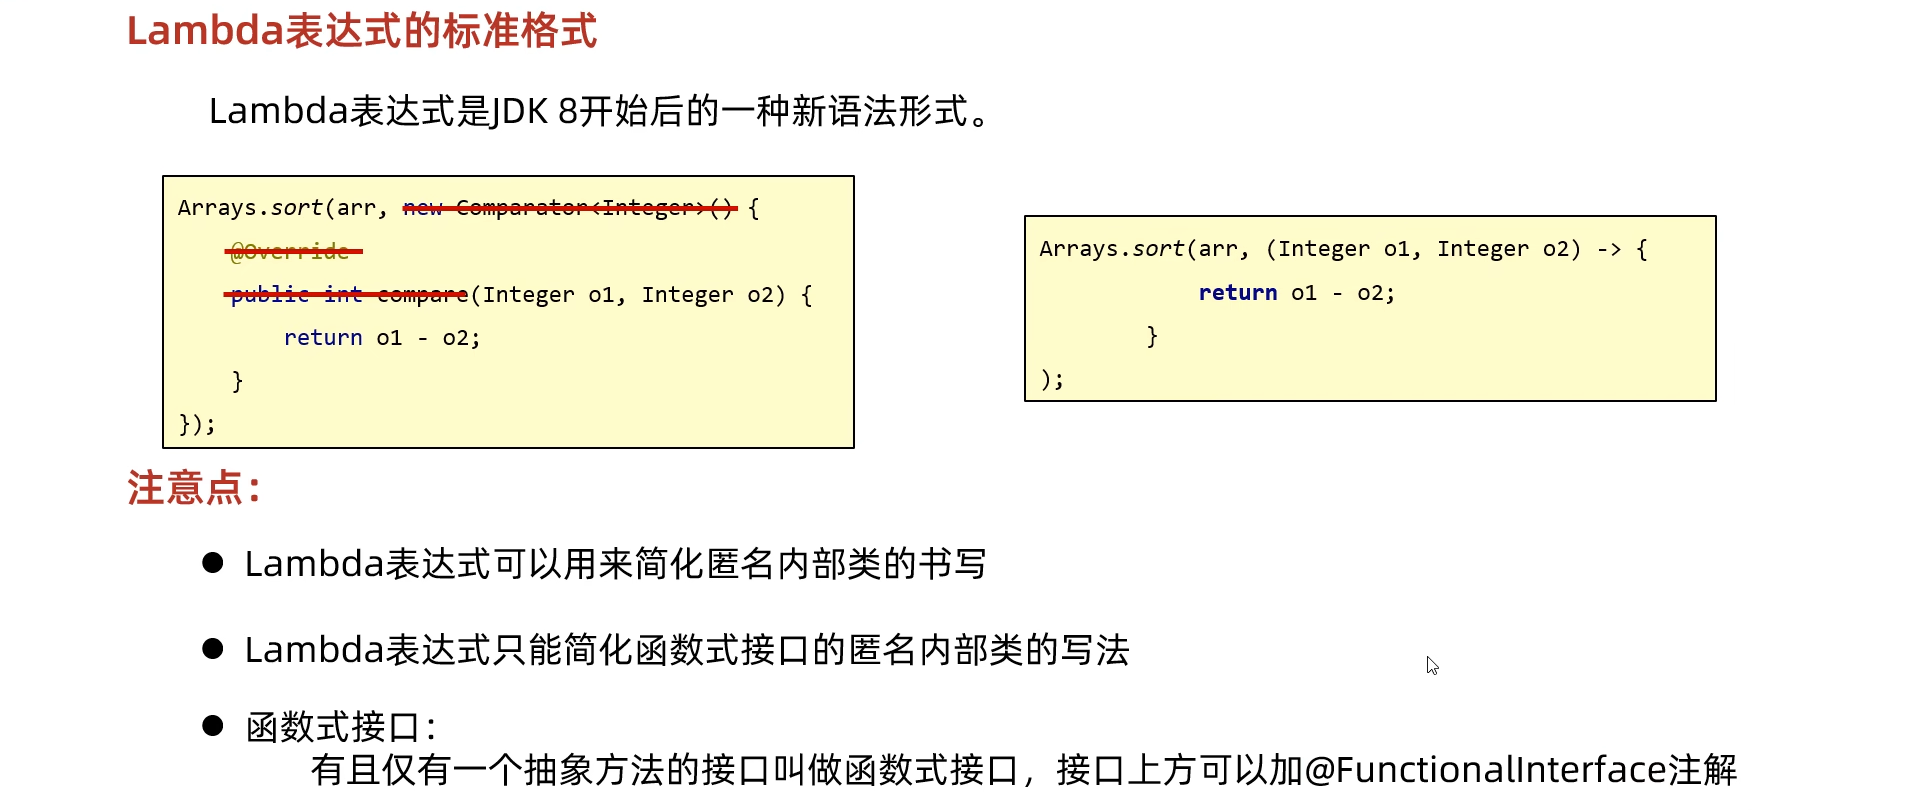 Lambda表达式的标准格式
Lambda表达式是JDK 8开始后的一种新语法形式。
Arrays.sort(arr, new Comparator<Integer>() {
@Override
public int compare(Integer o1, Integer o2) {
return o1 - o2;
}
});
Arrays.sort(arr, (Integer o1, Integer o2) -> {
return o1 - o2;
}
);
注意点：
● Lambda表达式可以用来简化匿名内部类的书写
● Lambda表达式只能简化函数式接口的匿名内部类的写法
● 函数式接口：
有且仅有一个抽象方法的接口叫做函数式接口，接口上方可以加@FunctionalInterface注解